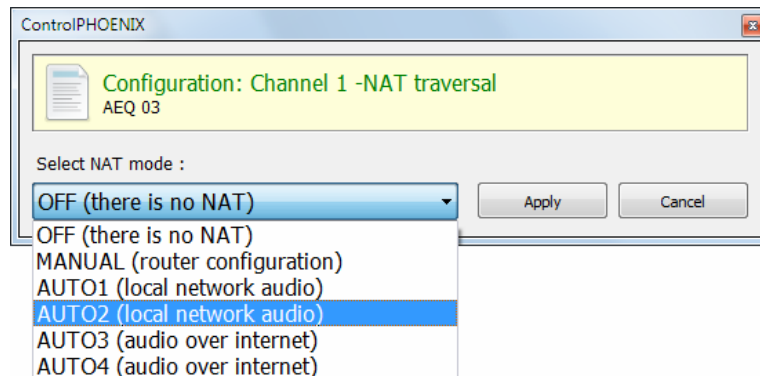 ControlPHOENIX
Configuration: Channel 1 -NAT traversal
AEQ 03
Select NAT mode :
OFF (there is no NAT)
Apply
Cancel
OFF (there is no NAT)
MANUAL (router configuration)
AUTO1 (local network audio)
AUTO2 (local network audio)
AUTO3 (audio over internet)
AUTO4 (audio over internet)